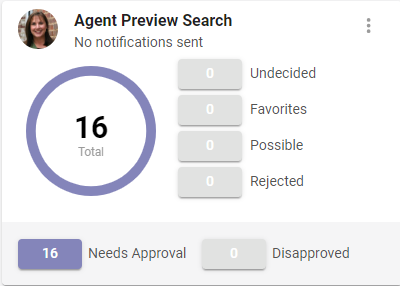 Agent Preview Search
No notifications sent
16
Total
0 Undecided
0 Favorites
0 Possible
0 Rejected
16 Needs Approval 0 Disapproved